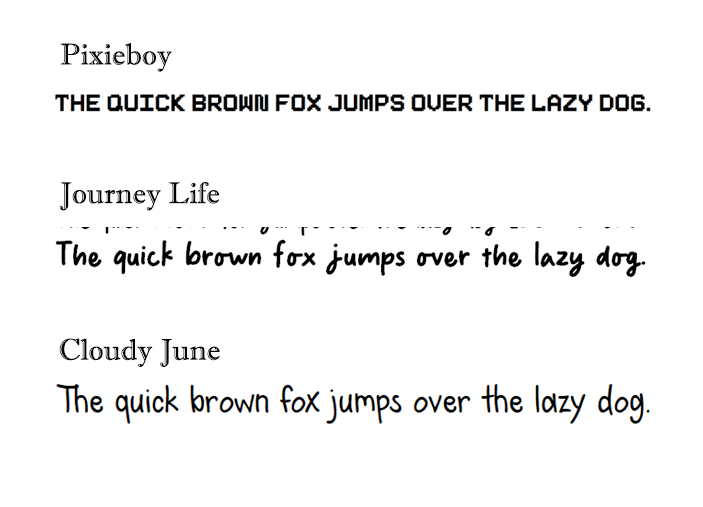 Pixieboy
THE QUICK BROWN FOX JUMPS OVER THE LAZY DOG.
Journey Life
The quick brown fox jumps over the lazy dog.
Cloudy June
The quick brown fox jumps over the lazy dog.